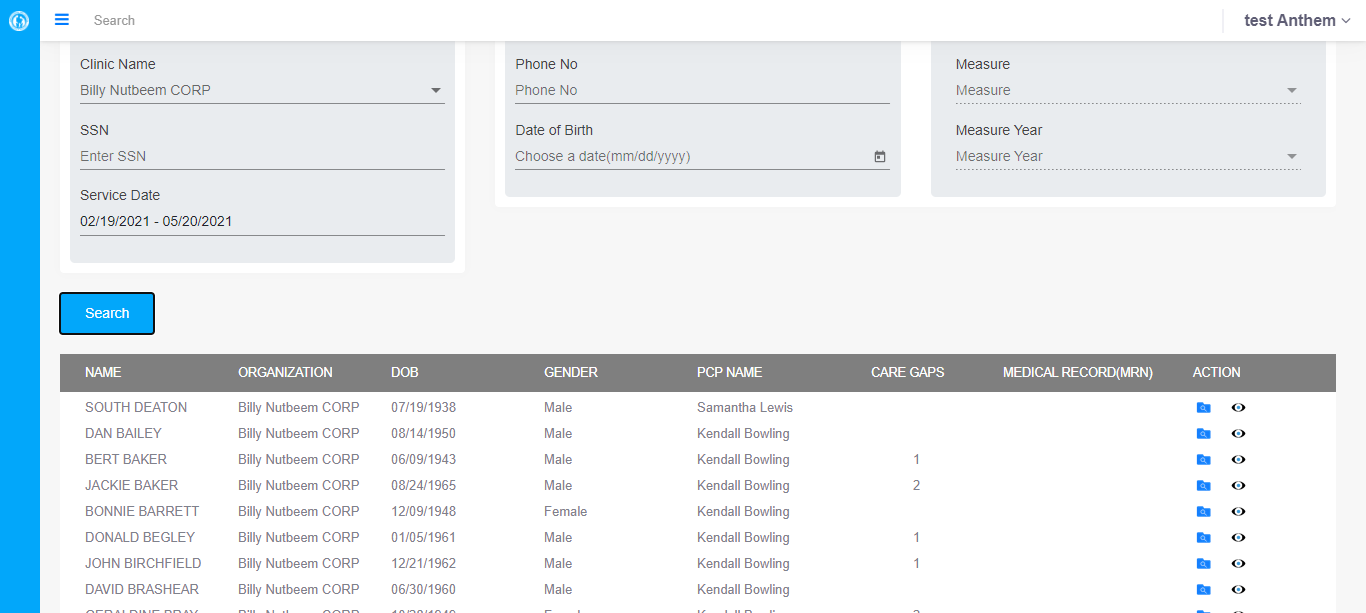 Search
test Anthem
Clinic Name
Billy Nutbeem CORP
SSN
Enter SSN
Service Date
02/19/2021 - 05/20/2021
Phone No
Phone No
Date of Birth
Choose a date(mm/dd/yyyy)
Measure
Measure
Measure Year
Measure Year
Search
NAME ORGANIZATION DOB GENDER PCP NAME CARE GAPS MEDICAL RECORD(MRN) ACTION
SOUTH DEATON Billy Nutbeem CORP 07/19/1938 Male Samantha Lewis
DAN BAILEY Billy Nutbeem CORP 08/14/1950 Male Kendall Bowling
BERT BAKER Billy Nutbeem CORP 06/09/1943 Male Kendall Bowling 1
JACKIE BAKER Billy Nutbeem CORP 08/24/1965 Male Kendall Bowling 2
BONNIE BARRETT Billy Nutbeem CORP 12/09/1948 Female Kendall Bowling
DONALD BEGLEY Billy Nutbeem CORP 01/05/1961 Male Kendall Bowling 1
JOHN BIRCHFIELD Billy Nutbeem CORP 12/21/1962 Male Kendall Bowling 1
DAVID BRASHEAR Billy Nutbeem CORP 06/30/1960 Male Kendall Bowling